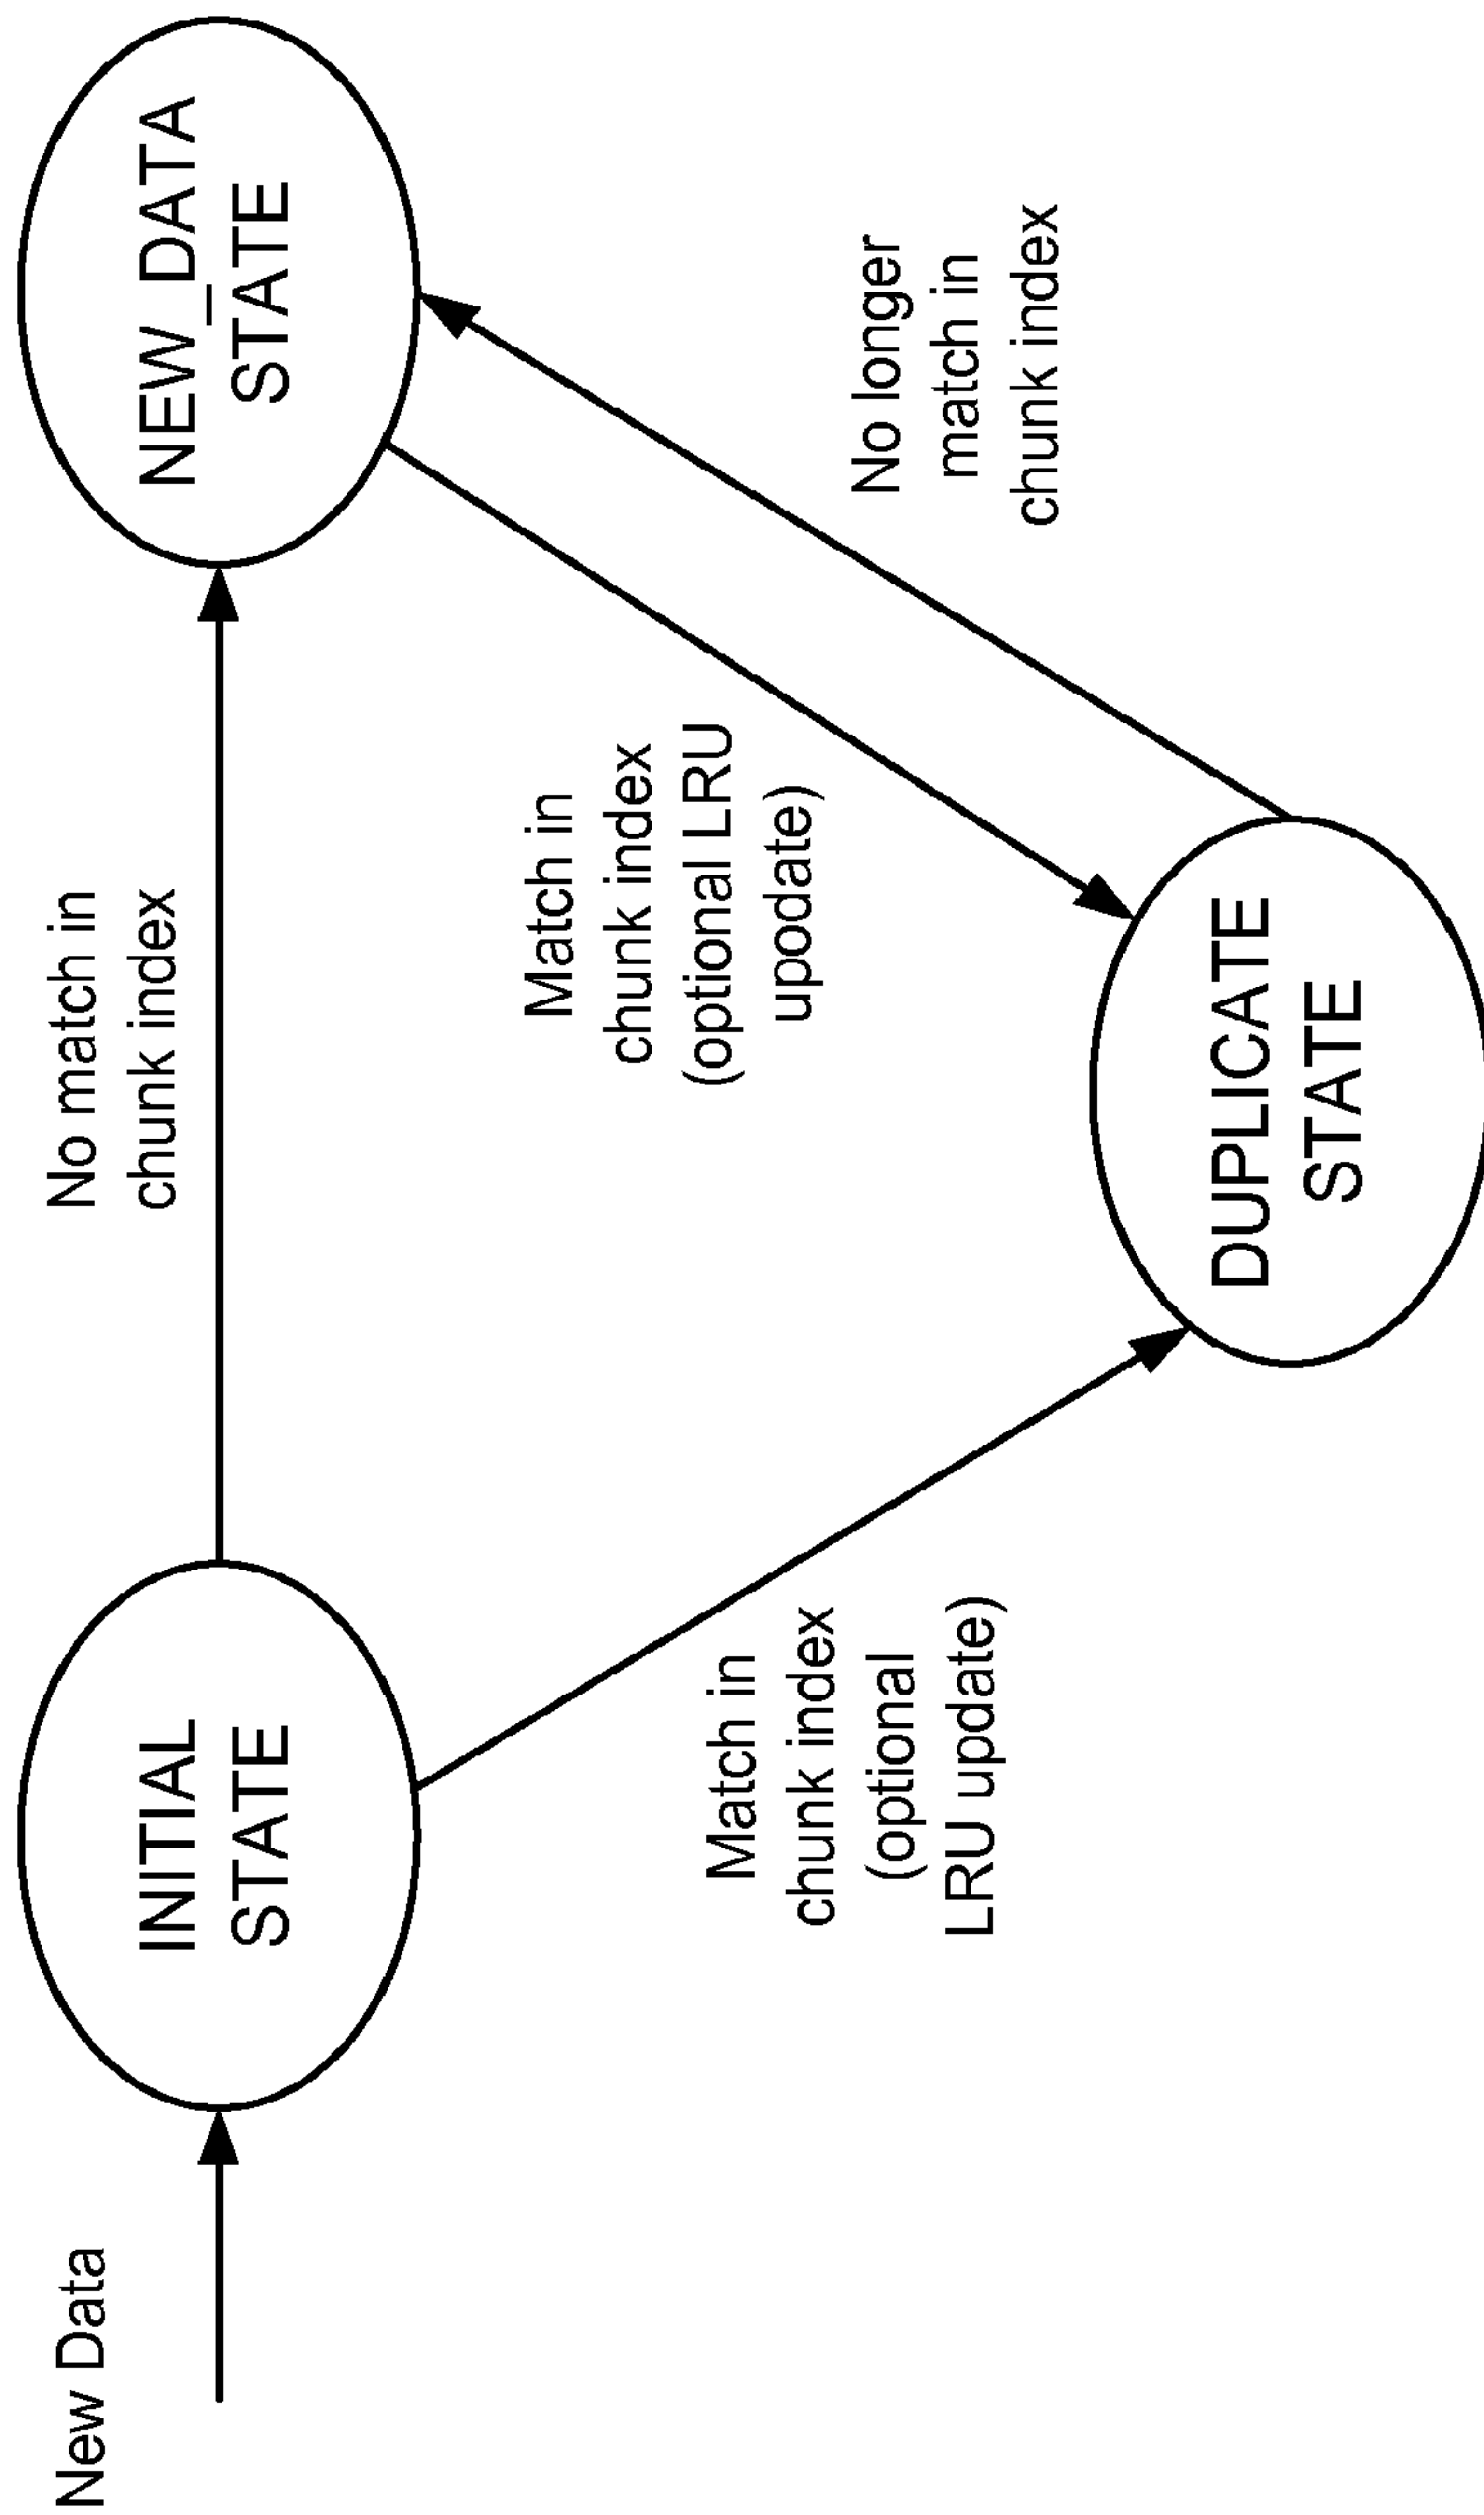 New Data
INITIAL
STATE
No match in
chunk index
NEW_DATA
STATE
Match in
chunk index
(optional LRU
update)
Match in
chunk index
(optional
LRU update)
No longer
match in
chunk index
DUPLICATE
STATE